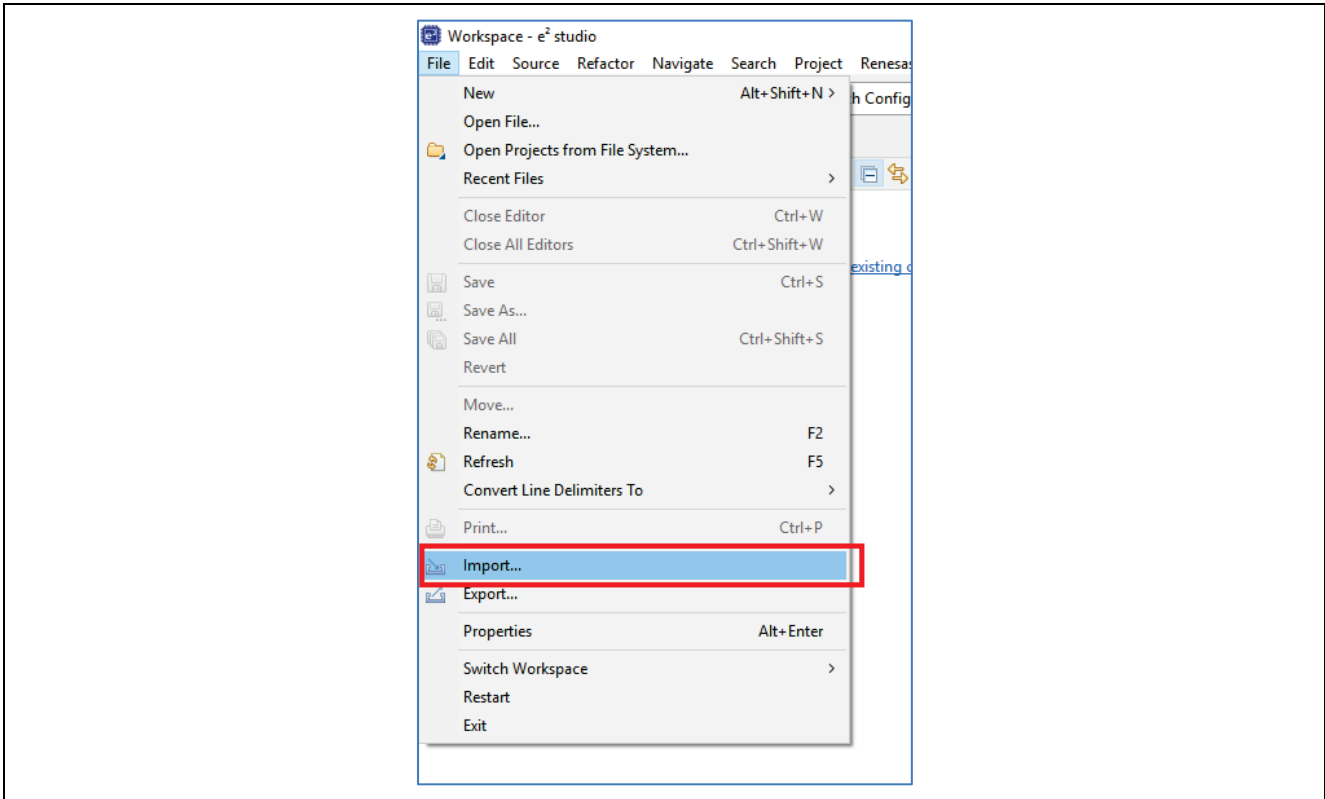 Workspace - e² studio
File Edit Source Refactor Navigate Search Project Renesas
New Alt+Shift+N >
h Config
Open File...
Open Projects from File System...
Recent Files >
Close Editor Ctrl+W
Close All Editors Ctrl+Shift+W
existing
Save Ctrl+S
Save As...
Save All Ctrl+Shift+S
Revert
Move...
Rename... F2
Refresh F5
Convert Line Delimiters To >
Print... Ctrl+P
Import...
Export...
Properties Alt+Enter
Switch Workspace >
Restart
Exit